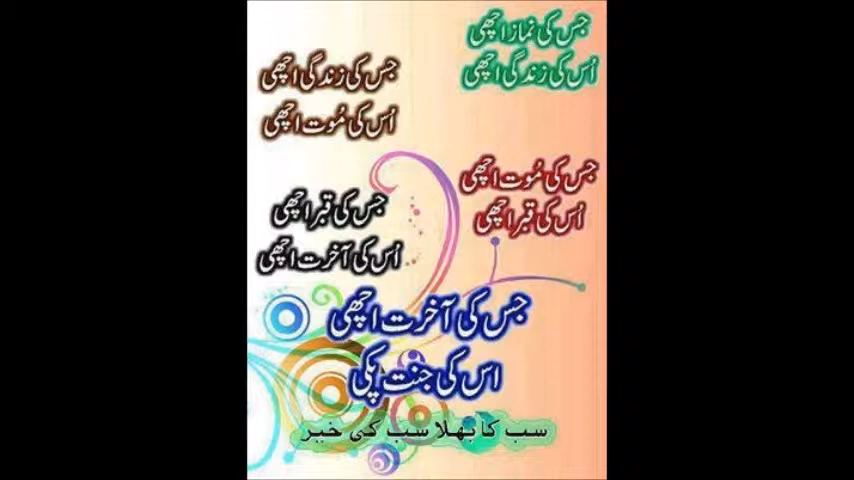 جس کی نماز اچھی
اُس کی زندگی اچھی
جس کی زندگی اچھی
اُس کی مُوت اچھی
جس کی مُوت اچھی
اُس کی قبر اچھی
جس کی قبر اچھی
اُس کی آخرت اچھی
جس کی آخرت اچھی
اس کی جنت پکی
سب کا بھلا سب کی خیر